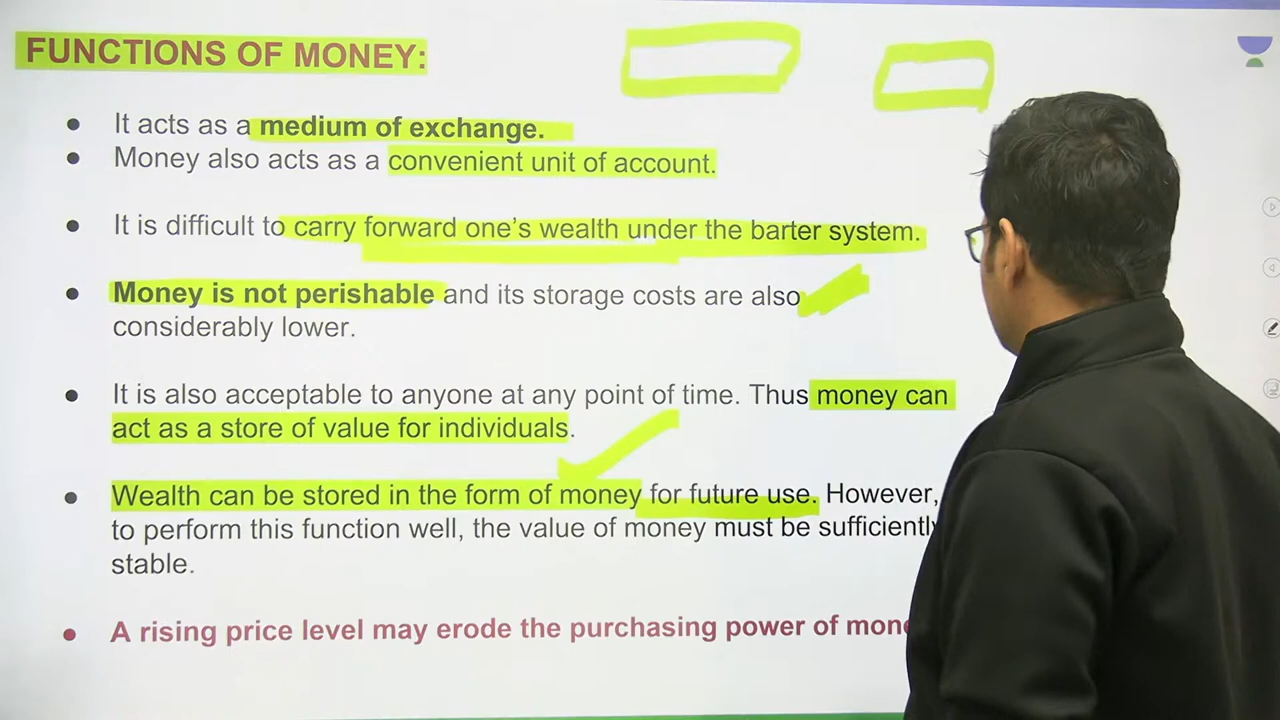 FUNCTIONS OF MONEY:
● It acts as a medium of exchange.
● Money also acts as a convenient unit of account.
● It is difficult to carry forward one's wealth under the barter system.
● Money is not perishable and its storage costs are also
considerably lower.
● It is also acceptable to anyone at any point of time. Thus money can
act as a store of value for individuals.
● Wealth can be stored in the form of money for future use. However,
to perform this function well, the value of money must be sufficiently
stable.
● A rising price level may erode the purchasing power of